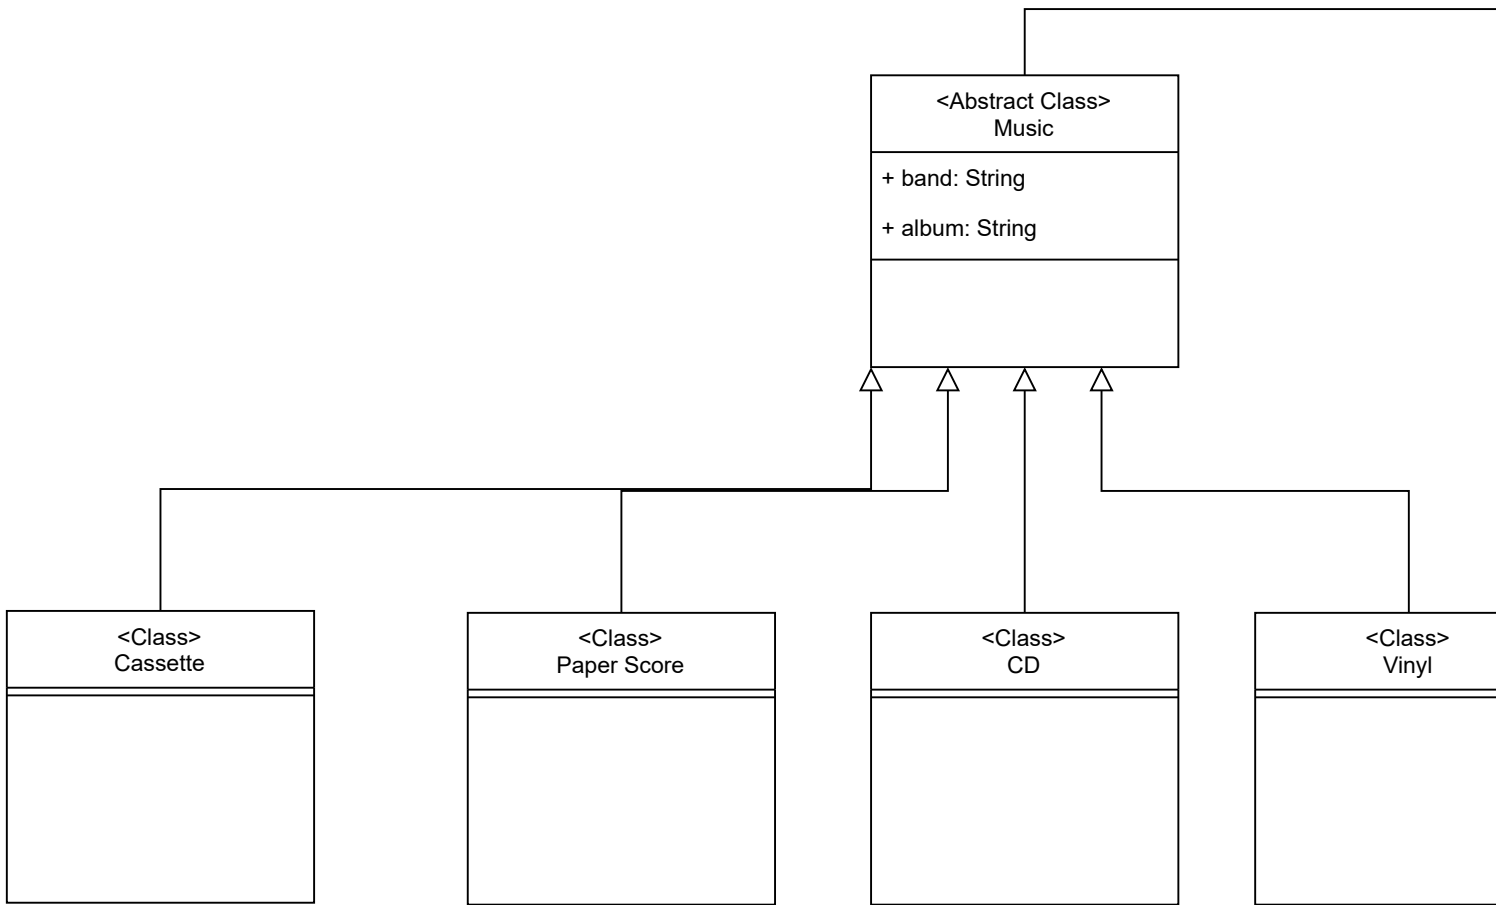 <Abstract Class>
Music
+ band: String
+ album: String
<Class>
Cassette
<Class>
Paper Score
<Class>
CD
<Class>
Vinyl